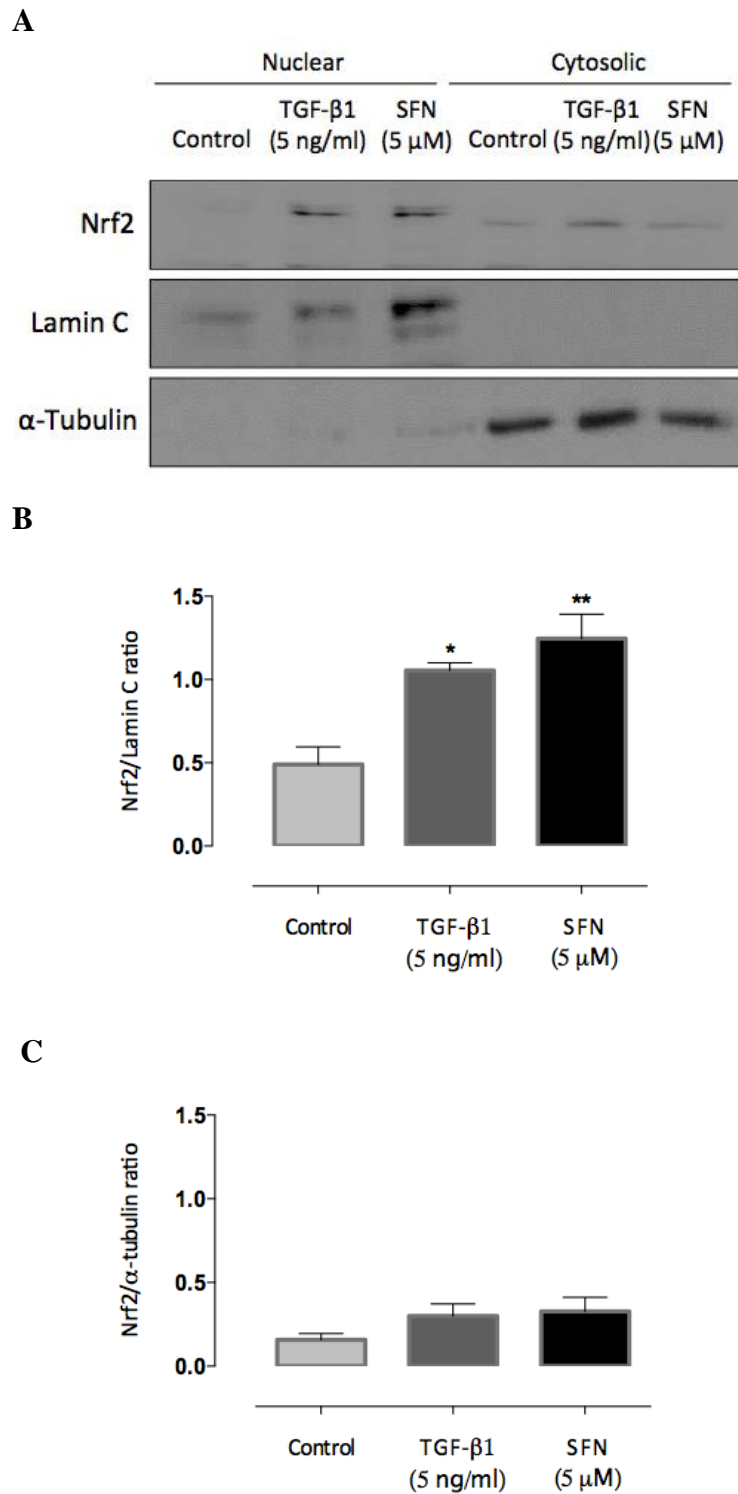 A
Nuclear Cytosolic
Control TGF-β1 (5 ng/ml) SFN (5 μM) Control TGF-β1 (5 ng/ml) SFN (5 μM)
Nrf2
Lamin C
α-Tubulin
B
Nrf2/Lamin C ratio
1.5
1.0
0.5
0.0
*
**
Control TGF-β1 SFN
(5 ng/ml) (5 μM)
C
Nrf2/α-tubulin ratio
1.5
1.0
0.5
0.0
Control TGF-β1 SFN
(5 ng/ml) (5 μM)